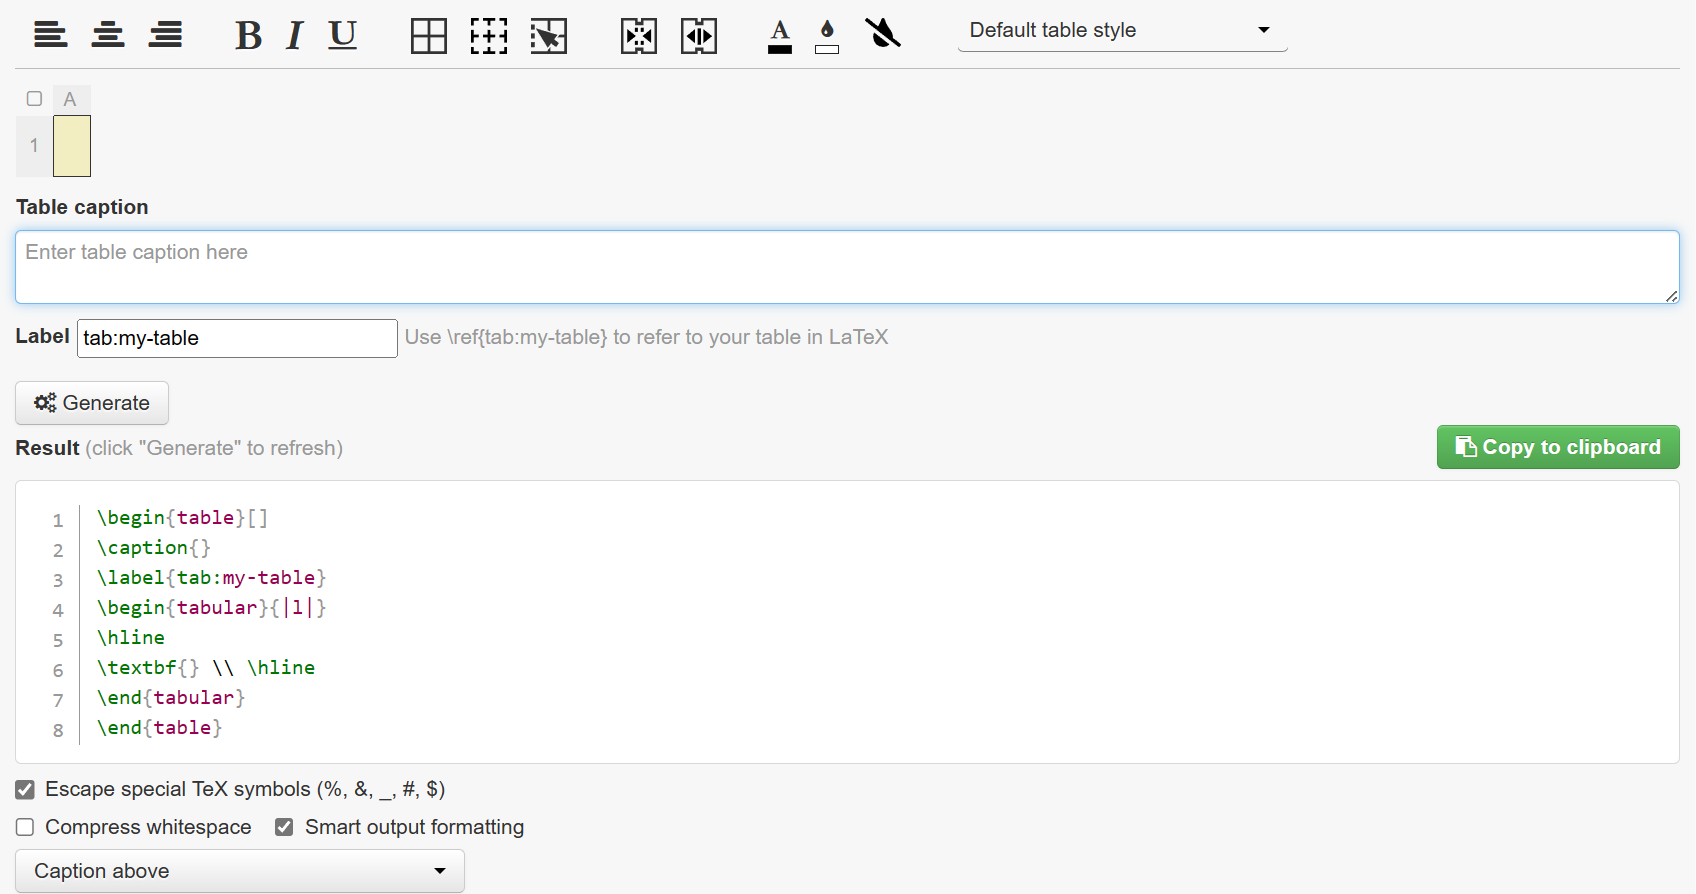 B I U A Default table style
A
1
Table caption
Enter table caption here
Label tab:my-table Use \ref{tab:my-table} to refer to your table in LaTeX
Generate
Result (click "Generate" to refresh) Copy to clipboard
1 \begin{table}[]
2 \caption{}
3 \label{tab:my-table}
4 \begin{tabular}{|l|}
5 \hline
6 \textbf{} \\ \hline
7 \end{tabular}
8 \end{table}
Escape special TeX symbols (%, &, _, #, $)
Compress whitespace Smart output formatting
Caption above